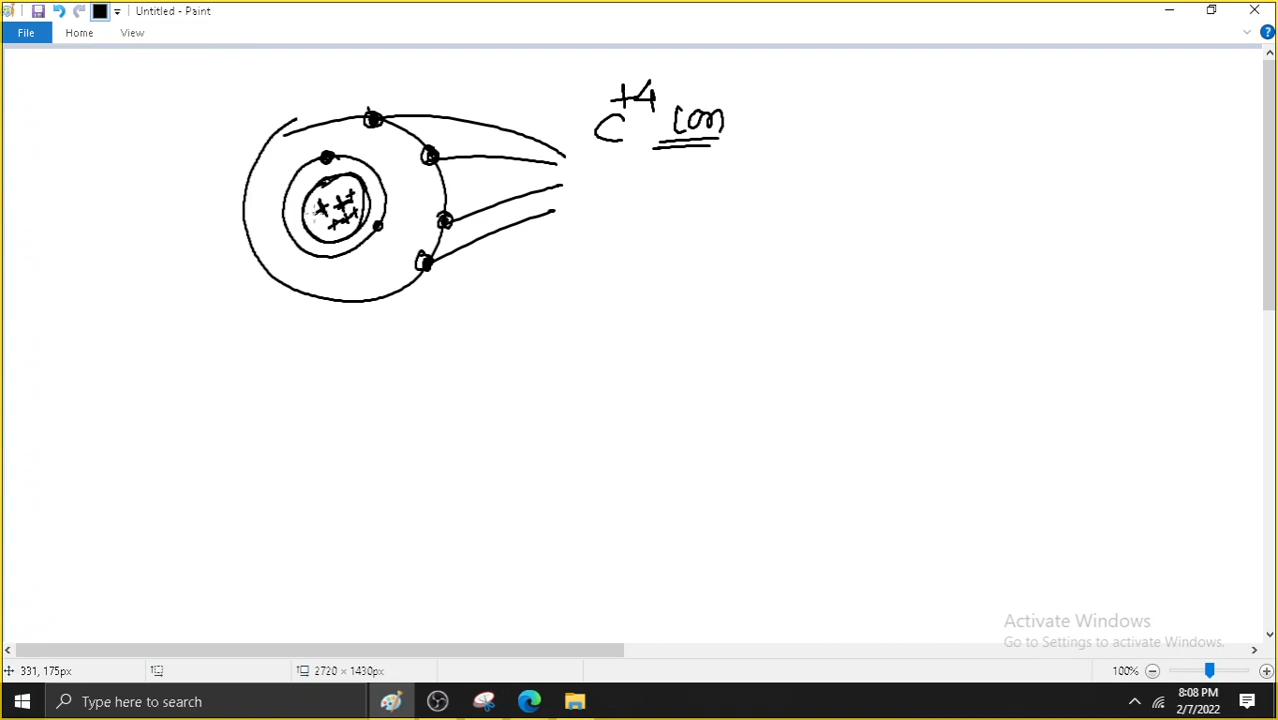 Untitled - Paint
File Home View
+4
C ion
+ + +
+ + +
Activate Windows
Go to Settings to activate Windows.
331, 175px
2720 × 1430px
100%
Type here to search
8:08 PM
2/7/2022